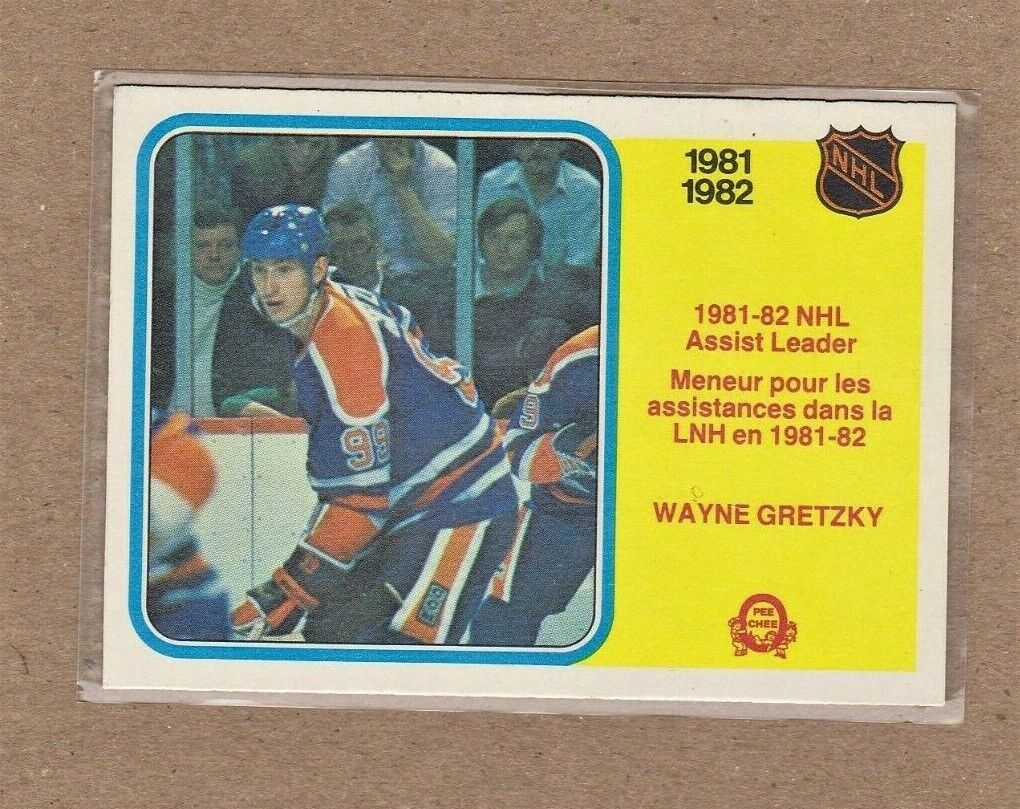 1981
1982
NHL
1981-82 NHL
Assist Leader
Meneur pour les
assistances dans la
LNH en 1981-82
WAYNE GRETZKY
PEE
CHEE
99